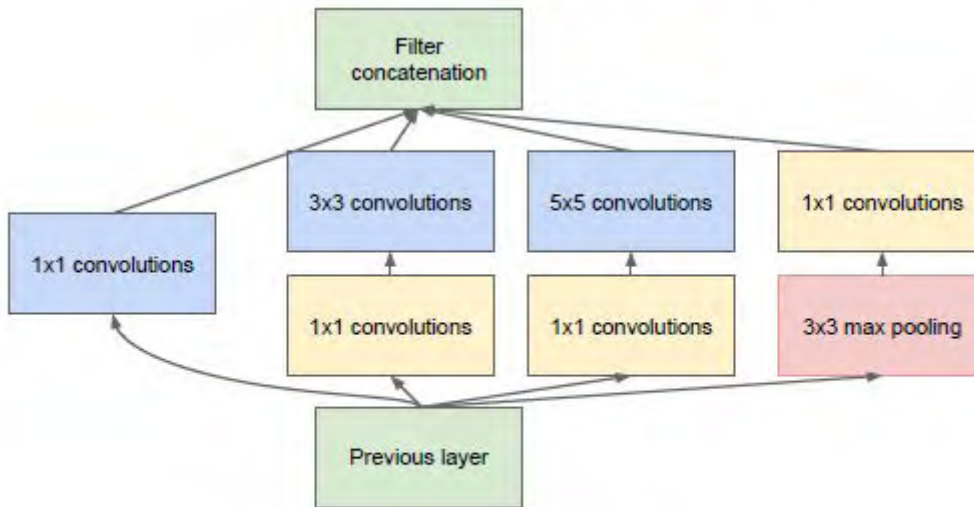 Filter
concatenation
3x3 convolutions
5x5 convolutions
1x1 convolutions
1x1 convolutions
1x1 convolutions
1x1 convolutions
3x3 max pooling
Previous layer